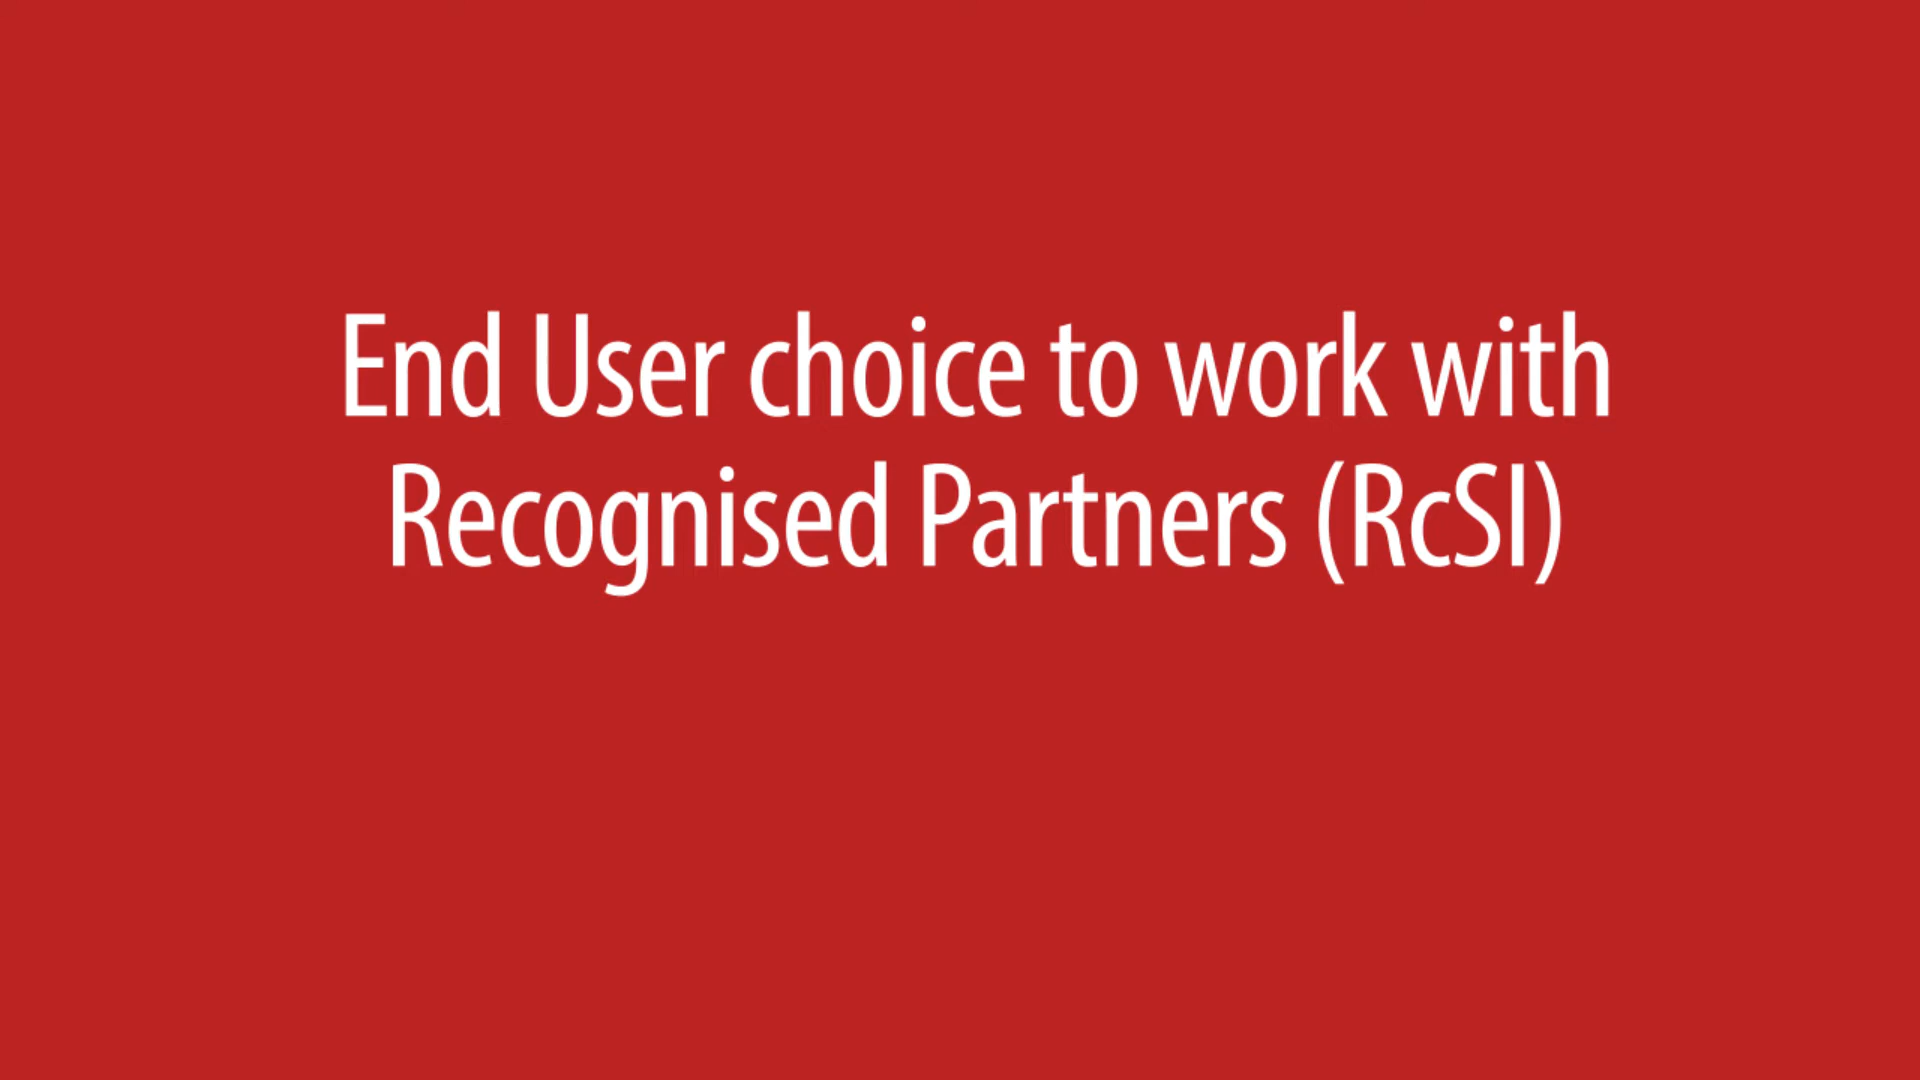 End User choice to work with
Recognised Partners (RcSI)